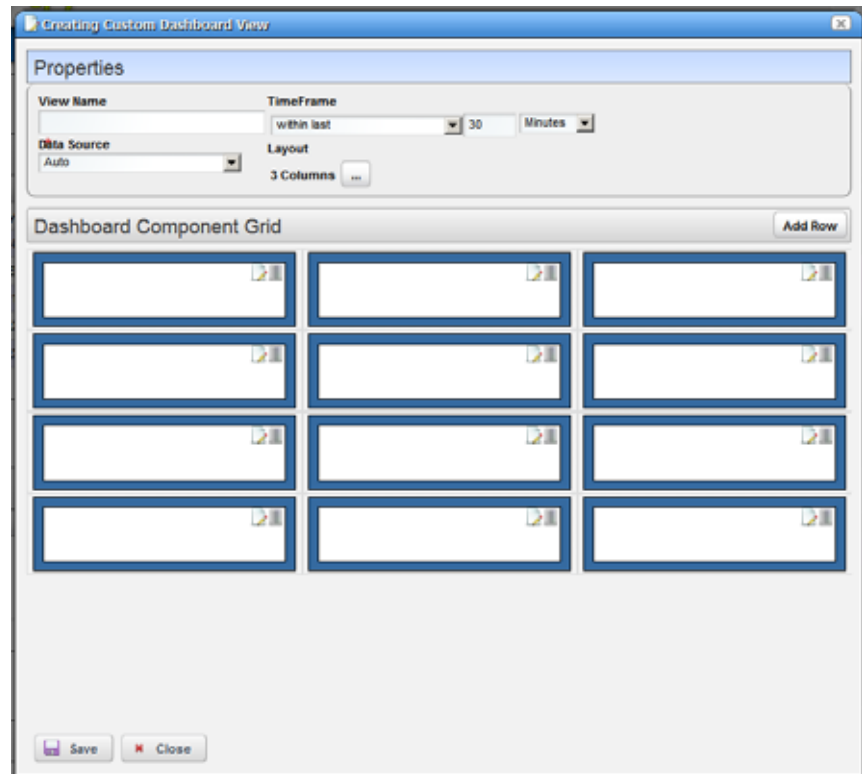 Creating Custom Dashboard View
Properties
View Name
TimeFrame
within last 30 Minutes
Data Source
Auto
Layout
3 Columns ...
Dashboard Component Grid
Add Row
Save Close